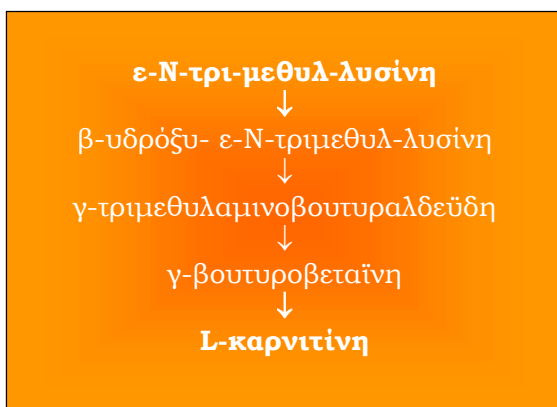 ε-Ν-τρι-μεθυλ-λυσίνη
↓
β-υδρόξυ- ε-Ν-τριμεθυλ-λυσίνη
↓
γ-τριμεθυλαμινοβουτυραλδεΰδη
↓
γ-βουτυροβεταΐνη
↓
L-καρνιτίνη